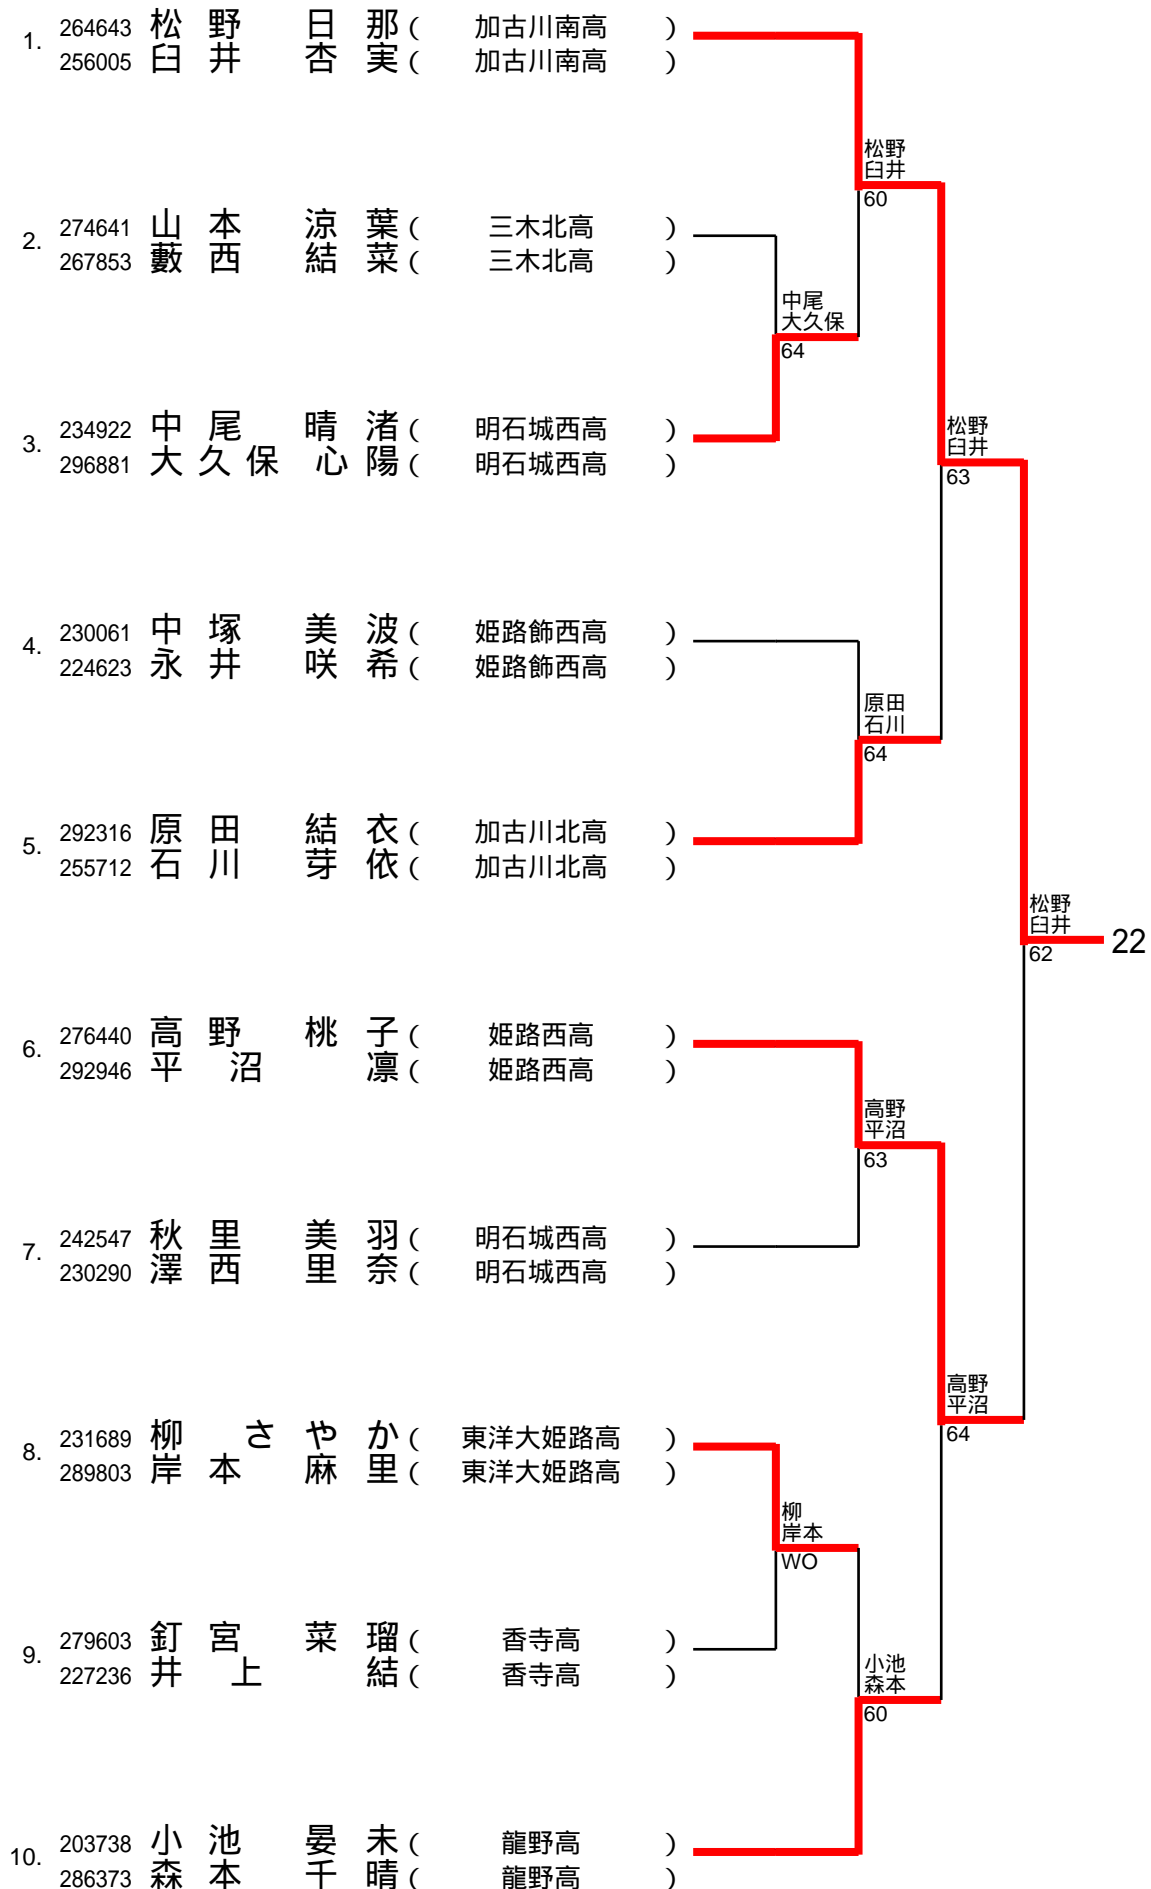 1. 264643 松野 日那 ( 加古川南高 )
256005 臼井 杏実 ( 加古川南高 )
松野
臼井
60
2. 274641 山本 涼葉 ( 三木北高 )
267853 藪西 結菜 ( 三木北高 )
中尾
大久保
64
3. 234922 中尾 晴渚 ( 明石城西高 )
296881 大久保 心陽 ( 明石城西高 )
松野
臼井
63
4. 230061 中塚 美波 ( 姫路飾西高 )
224623 永井 咲希 ( 姫路飾西高 )
原田
石川
64
5. 292316 原田 結衣 ( 加古川北高 )
255712 石川 芽依 ( 加古川北高 )
松野
臼井
62
22
6. 276440 高野 桃子 ( 姫路西高 )
292946 平沼 凛 ( 姫路西高 )
高野
平沼
63
7. 242547 秋里 美羽 ( 明石城西高 )
230290 澤西 里奈 ( 明石城西高 )
高野
平沼
64
8. 231689 柳 さやか ( 東洋大姫路高 )
289803 岸本 麻里 ( 東洋大姫路高 )
柳
岸本
WO
9. 279603 釘宮 菜瑠 ( 香寺高 )
227236 井上 結 ( 香寺高 )
小池
森本
60
10. 203738 小池 晏未 ( 龍野高 )
286373 森本 千晴 ( 龍野高 )